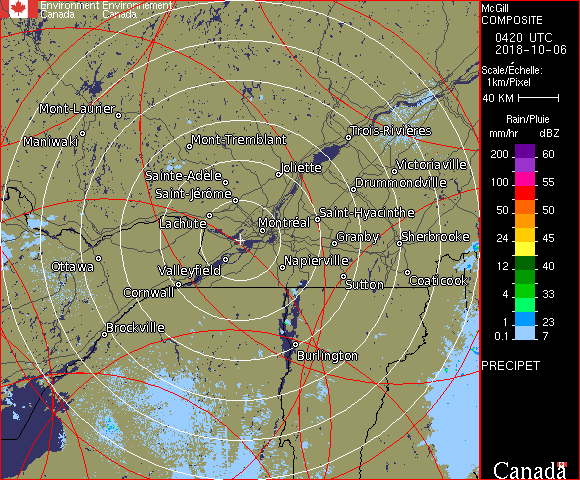 Environment Environnement
Canada Canada
Mont-Laurier
Maniwaki
Mont-Tremblant
Trois-Rivières
Joliette
Victoriaville
Sainte-Adèle
Drummondville
Saint-Jérôme
Lachute
Saint-Hyacinthe
Montréal
Granby
Sherbrooke
Ottawa
Valleyfield
Napierville
Cornwall
Sutton
Coaticook
Brockville
Burlington
McGill
COMPOSITE
0420 UTC
2018-10-06
Scale/Échelle:
1km/Pixel
40 KM
Rain/Pluie
mm/hr dBZ
200 60
100 55
50 50
24 45
12 40
4 33
1 23
0.1 7
PRECIPET
Canada